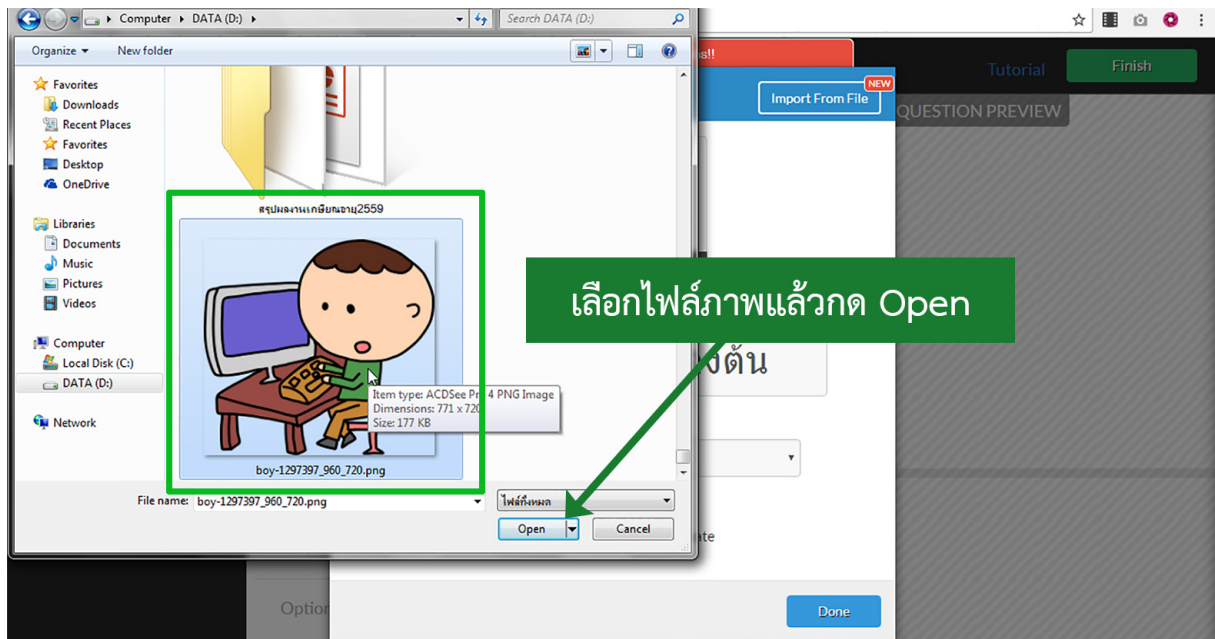 Computer ▸ DATA (D:) ▸
Search DATA (D:)
Organize
New folder
Favorites
Downloads
Recent Places
Favorites
Desktop
OneDrive
Libraries
Documents
Music
Pictures
Videos
Computer
Local Disk (C:)
DATA (D:)
Network
สรุปผลงานเกษียณอายุ2559
Item type: ACDSee Pr 4 PNG Image
Dimensions: 771 x 720
Size: 177 KB
boy-1297397_960_720.png
File name:
boy-1297397_960_720.png
ไฟล์ทั้งหมด
Open
Cancel
เลือกไฟล์ภาพแล้วกด Open
Tutorial
Finish
NEW
Import From File
QUESTION PREVIEW
Done